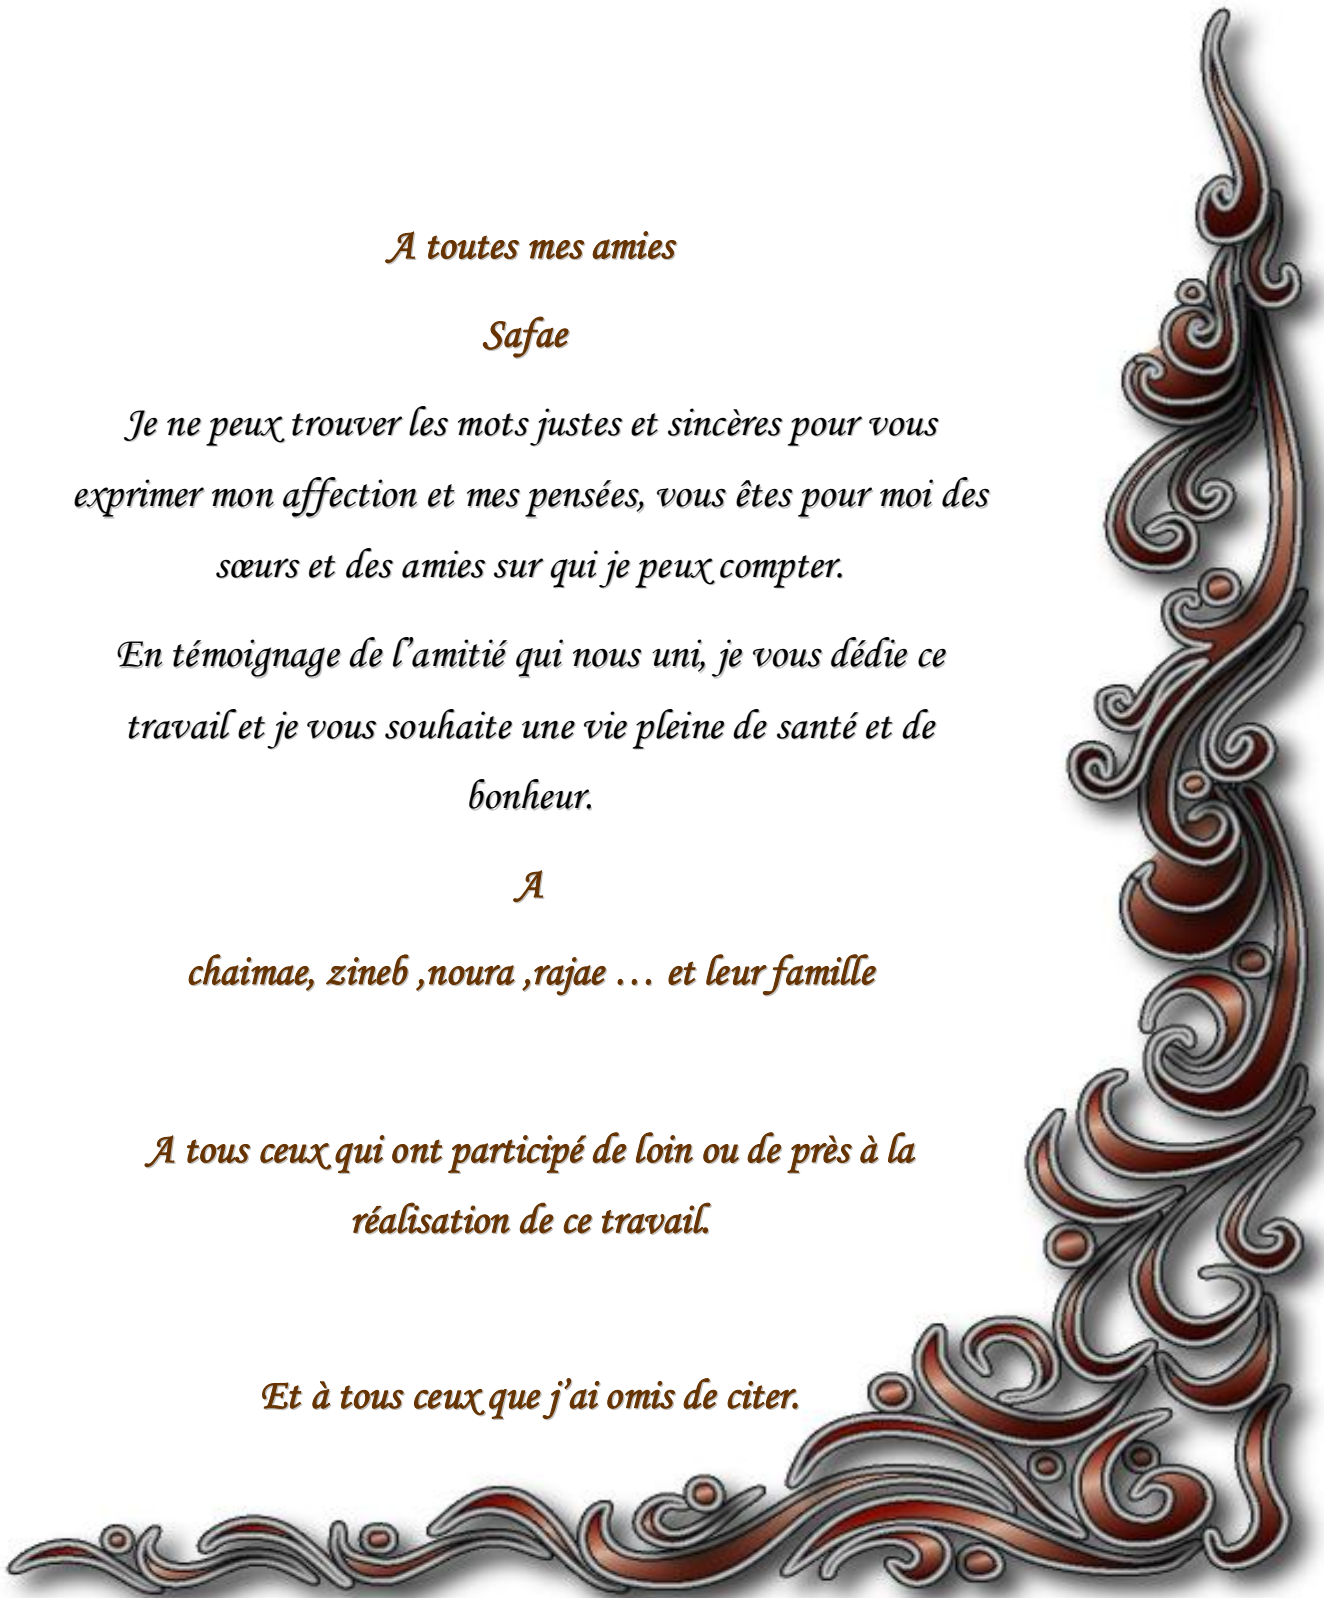 A toutes mes amies
Safae
Je ne peux trouver les mots justes et sincères pour vous
exprimer mon affection et mes pensées, vous êtes pour moi des
sœurs et des amies sur qui je peux compter.
En témoignage de l’amitié qui nous uni, je vous dédie ce
travail et je vous souhaite une vie pleine de santé et de
bonheur.
A
chaimae, zineb ,noura ,rajae … et leur famille
A tous ceux qui ont participé de loin ou de près à la
réalisation de ce travail.
Et à tous ceux que j’ai omis de citer.